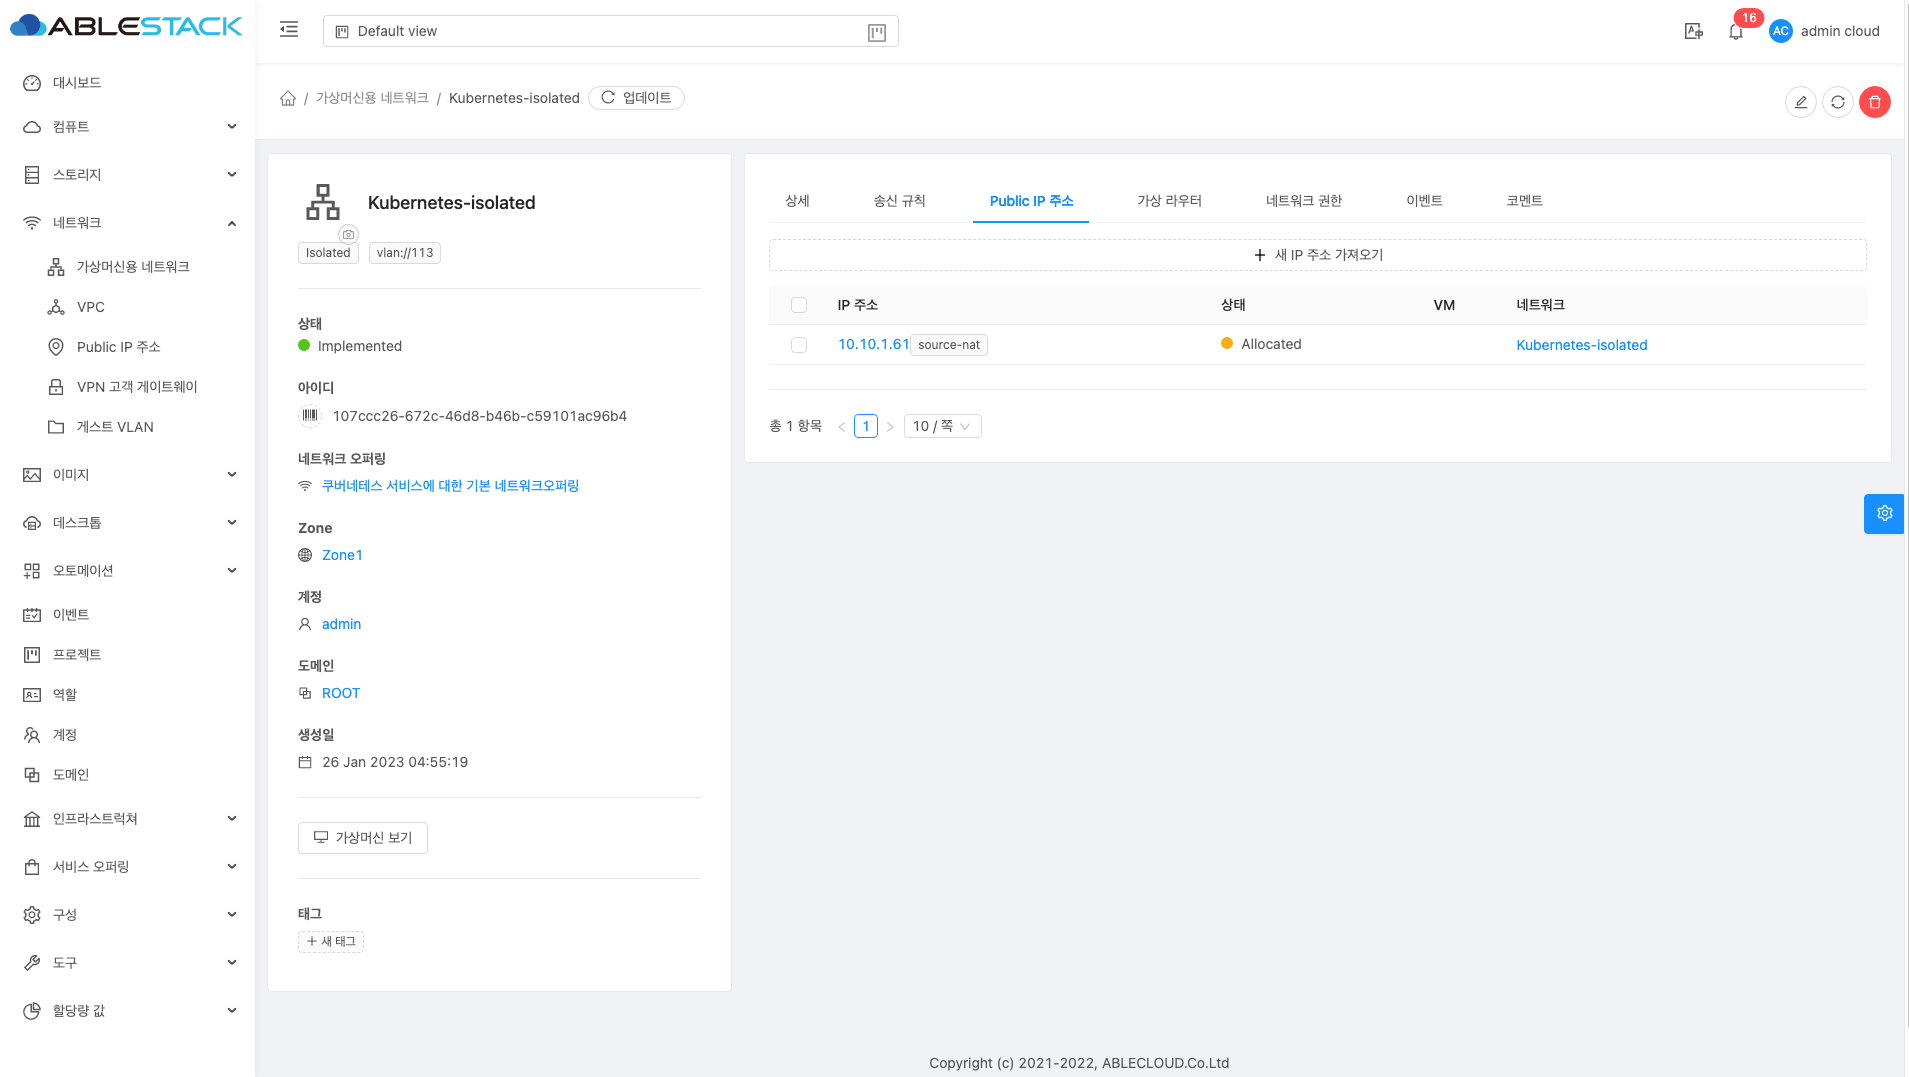 ABLESTACK
Default view
16
AC
admin cloud
대시보드
컴퓨트
스토리지
네트워크
가상머신용 네트워크
VPC
Public IP 주소
VPN 고객 게이트웨이
게스트 VLAN
이미지
데스크톱
오토메이션
이벤트
프로젝트
역할
계정
도메인
인프라스트럭쳐
서비스 오퍼링
구성
도구
할당량 값
/ 가상머신용 네트워크 / Kubernetes-isolated 업데이트
Kubernetes-isolated
Isolated vlan://113
상태
Implemented
아이디
107ccc26-672c-46d8-b46b-c59101ac96b4
네트워크 오퍼링
쿠버네테스 서비스에 대한 기본 네트워크오퍼링
Zone
Zone1
계정
admin
도메인
ROOT
생성일
26 Jan 2023 04:55:19
가상머신 보기
태그
+ 새 태그
상세 송신 규칙 Public IP 주소 가상 라우터 네트워크 권한 이벤트 코멘트
+ 새 IP 주소 가져오기
IP 주소 상태 VM 네트워크
10.10.1.61 source-nat Allocated Kubernetes-isolated
총 1 항목 < 1 > 10 / 쪽
Copyright (c) 2021-2022, ABLECLOUD.Co.Ltd